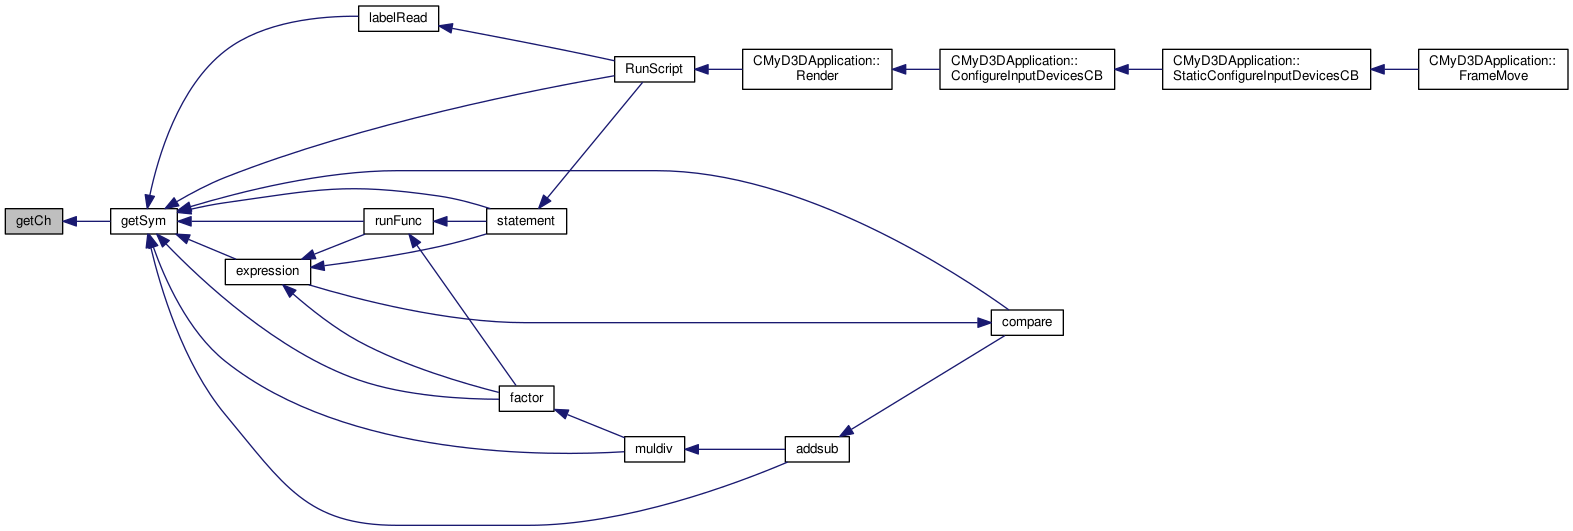 labelRead
RunScript
CMyD3DApplication::
Render
CMyD3DApplication::
ConfigureInputDevicesCB
CMyD3DApplication::
StaticConfigureInputDevicesCB
CMyD3DApplication::
FrameMove
getCh
getSym
runFunc
statement
expression
compare
factor
muldiv
addsub